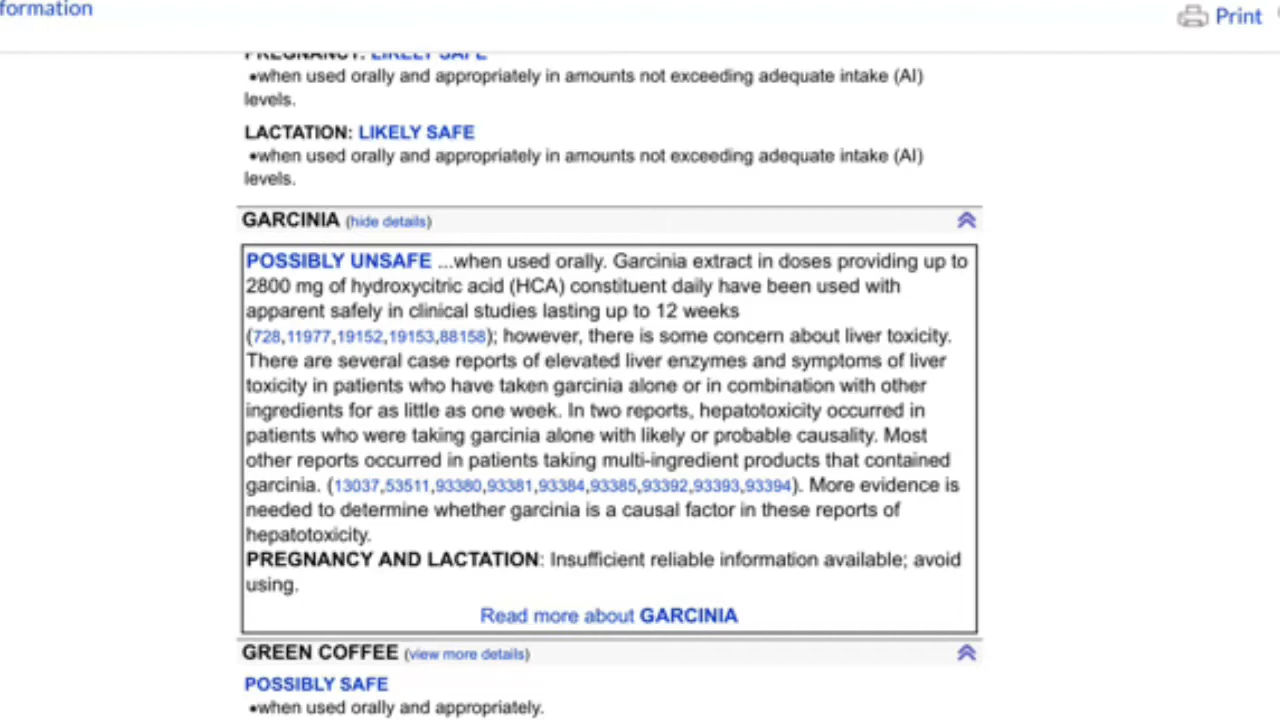 formation
Print
PREGNANCY: LIKELY SAFE
•when used orally and appropriately in amounts not exceeding adequate intake (AI)
levels.
LACTATION: LIKELY SAFE
•when used orally and appropriately in amounts not exceeding adequate intake (AI)
levels.
GARCINIA (hide details)
POSSIBLY UNSAFE ...when used orally. Garcinia extract in doses providing up to
2800 mg of hydroxycitric acid (HCA) constituent daily have been used with
apparent safely in clinical studies lasting up to 12 weeks
(728,11977,19152,19153,88158); however, there is some concern about liver toxicity.
There are several case reports of elevated liver enzymes and symptoms of liver
toxicity in patients who have taken garcinia alone or in combination with other
ingredients for as little as one week. In two reports, hepatotoxicity occurred in
patients who were taking garcinia alone with likely or probable causality. Most
other reports occurred in patients taking multi-ingredient products that contained
garcinia. (13037,53511,93380,93381,93384,93385,93392,93393,93394). More evidence is
needed to determine whether garcinia is a causal factor in these reports of
hepatotoxicity.
PREGNANCY AND LACTATION: Insufficient reliable information available; avoid
using.
Read more about GARCINIA
GREEN COFFEE (view more details)
POSSIBLY SAFE
•when used orally and appropriately.